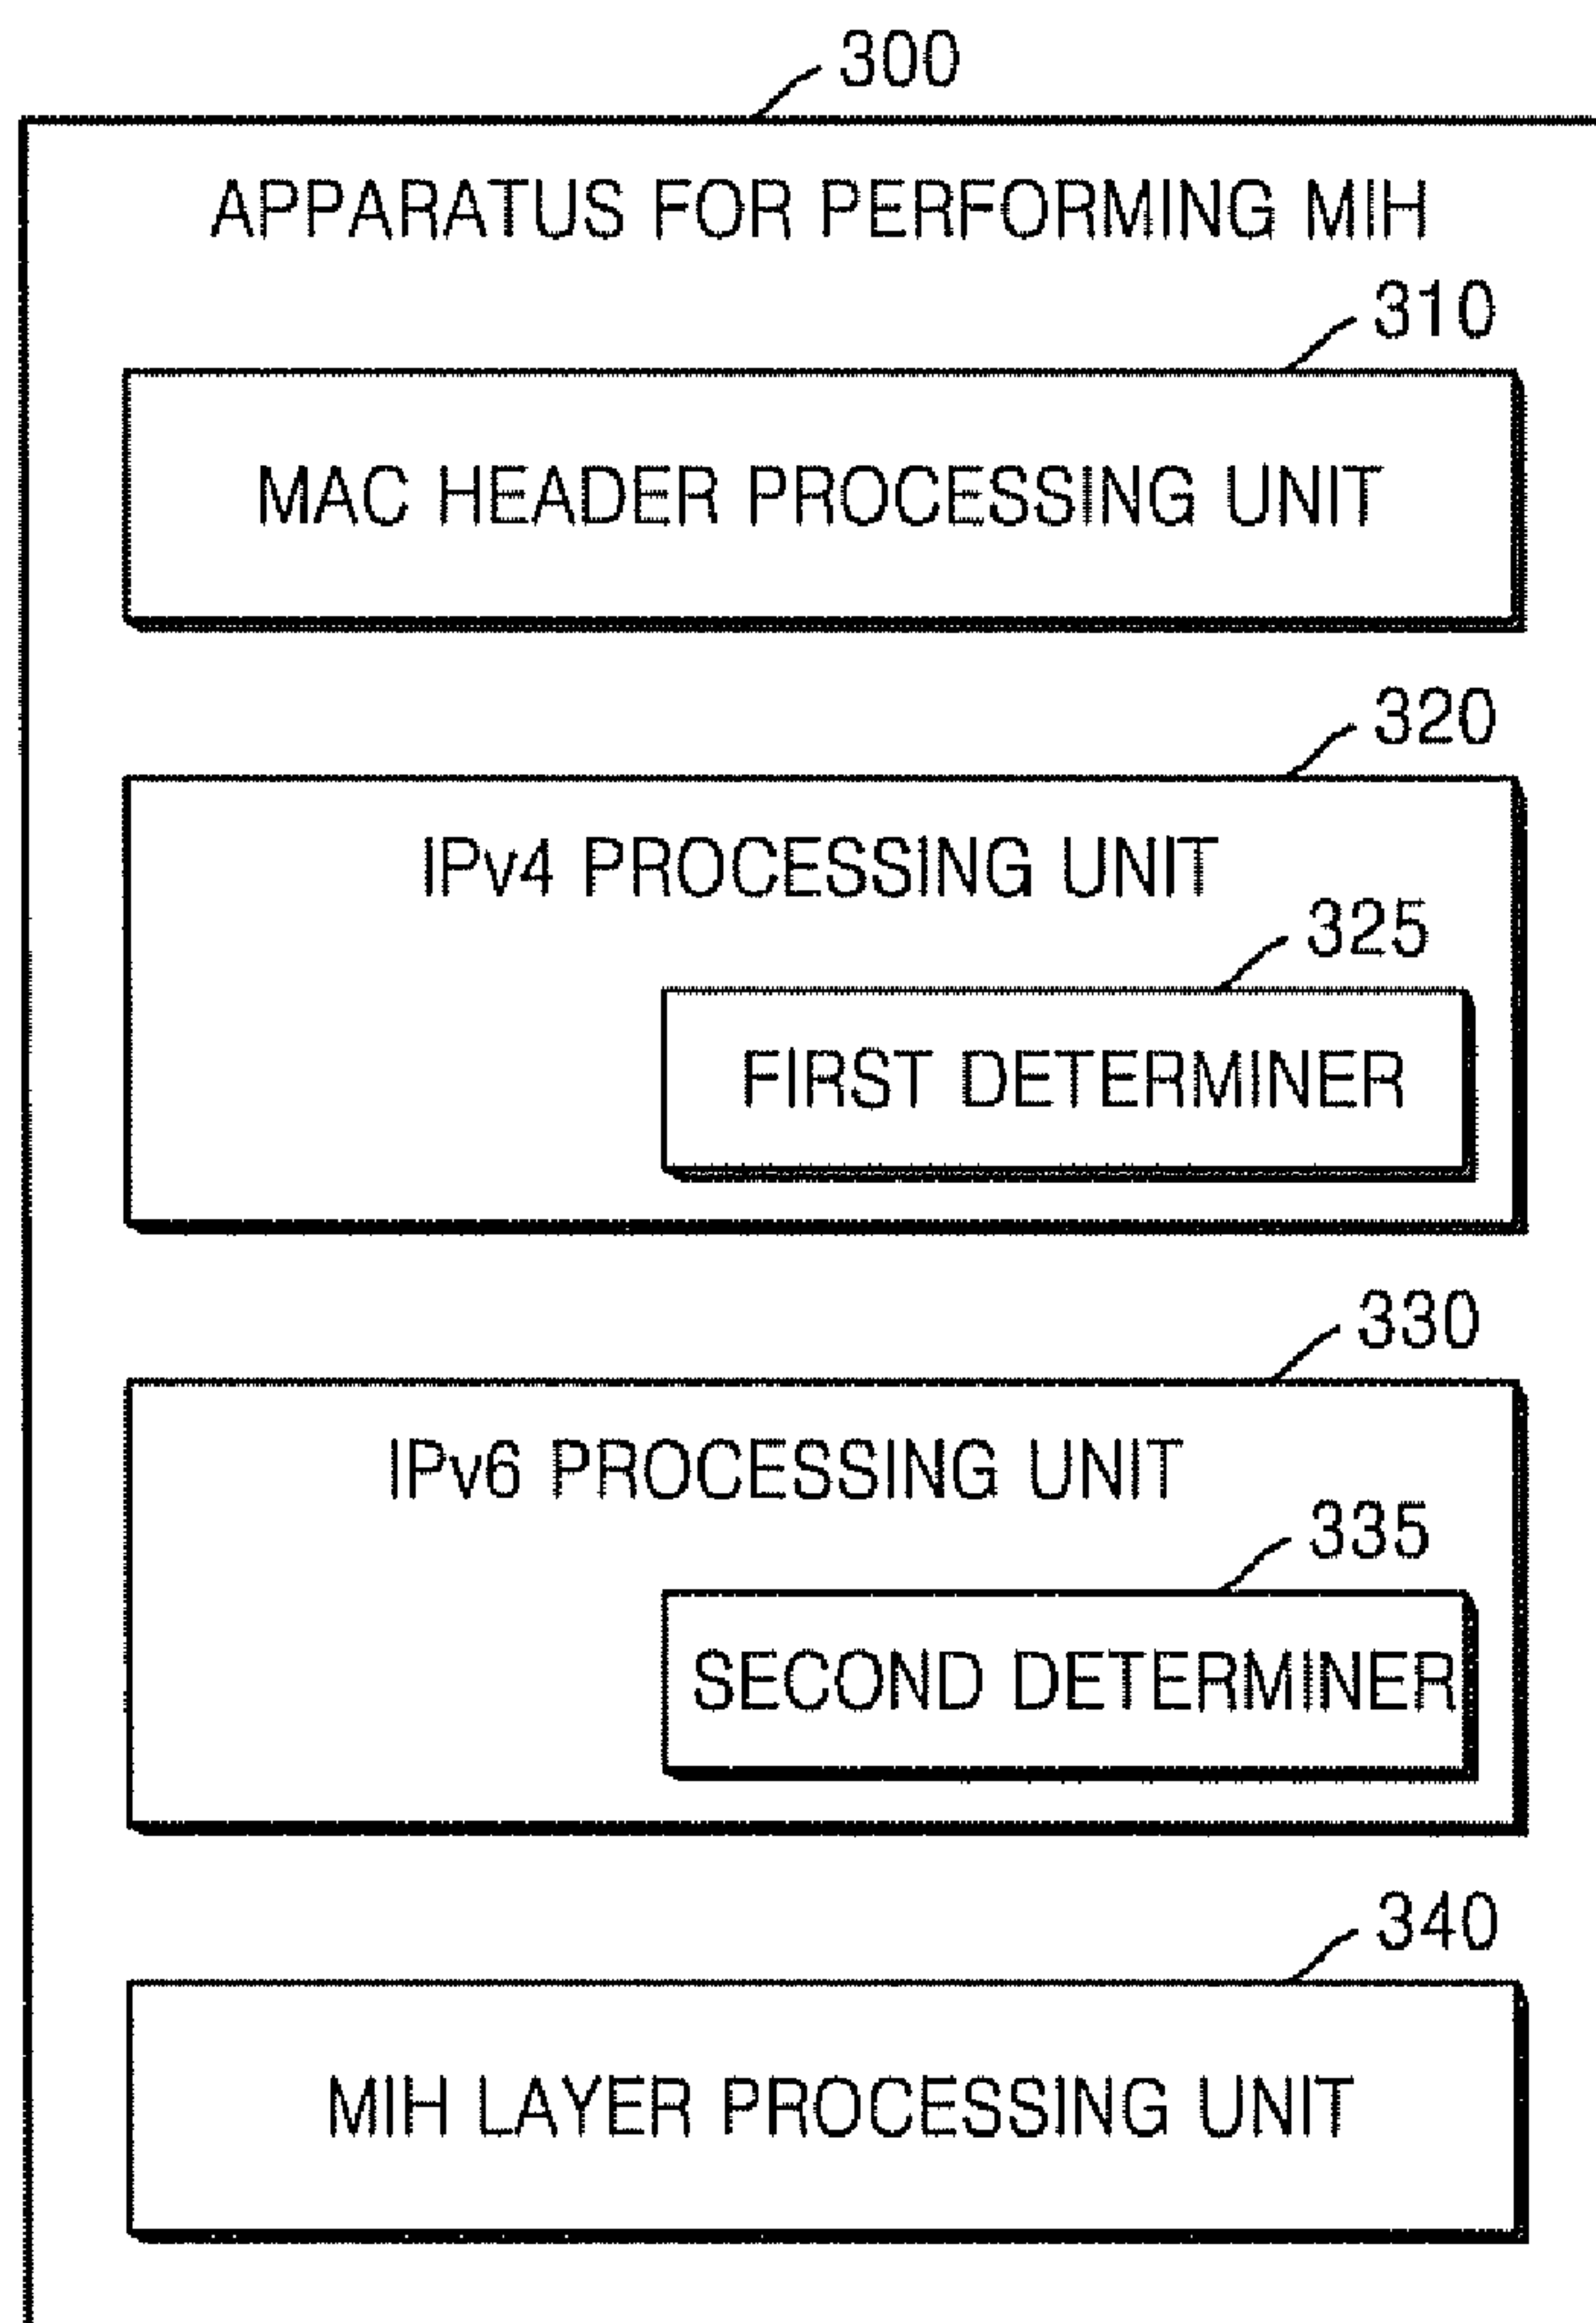 300
APPARATUS FOR PERFORMING MIH
310
MAC HEADER PROCESSING UNIT
320
IPv4 PROCESSING UNIT
325
FIRST DETERMINER
330
IPv6 PROCESSING UNIT
335
SECOND DETERMINER
340
MIH LAYER PROCESSING UNIT